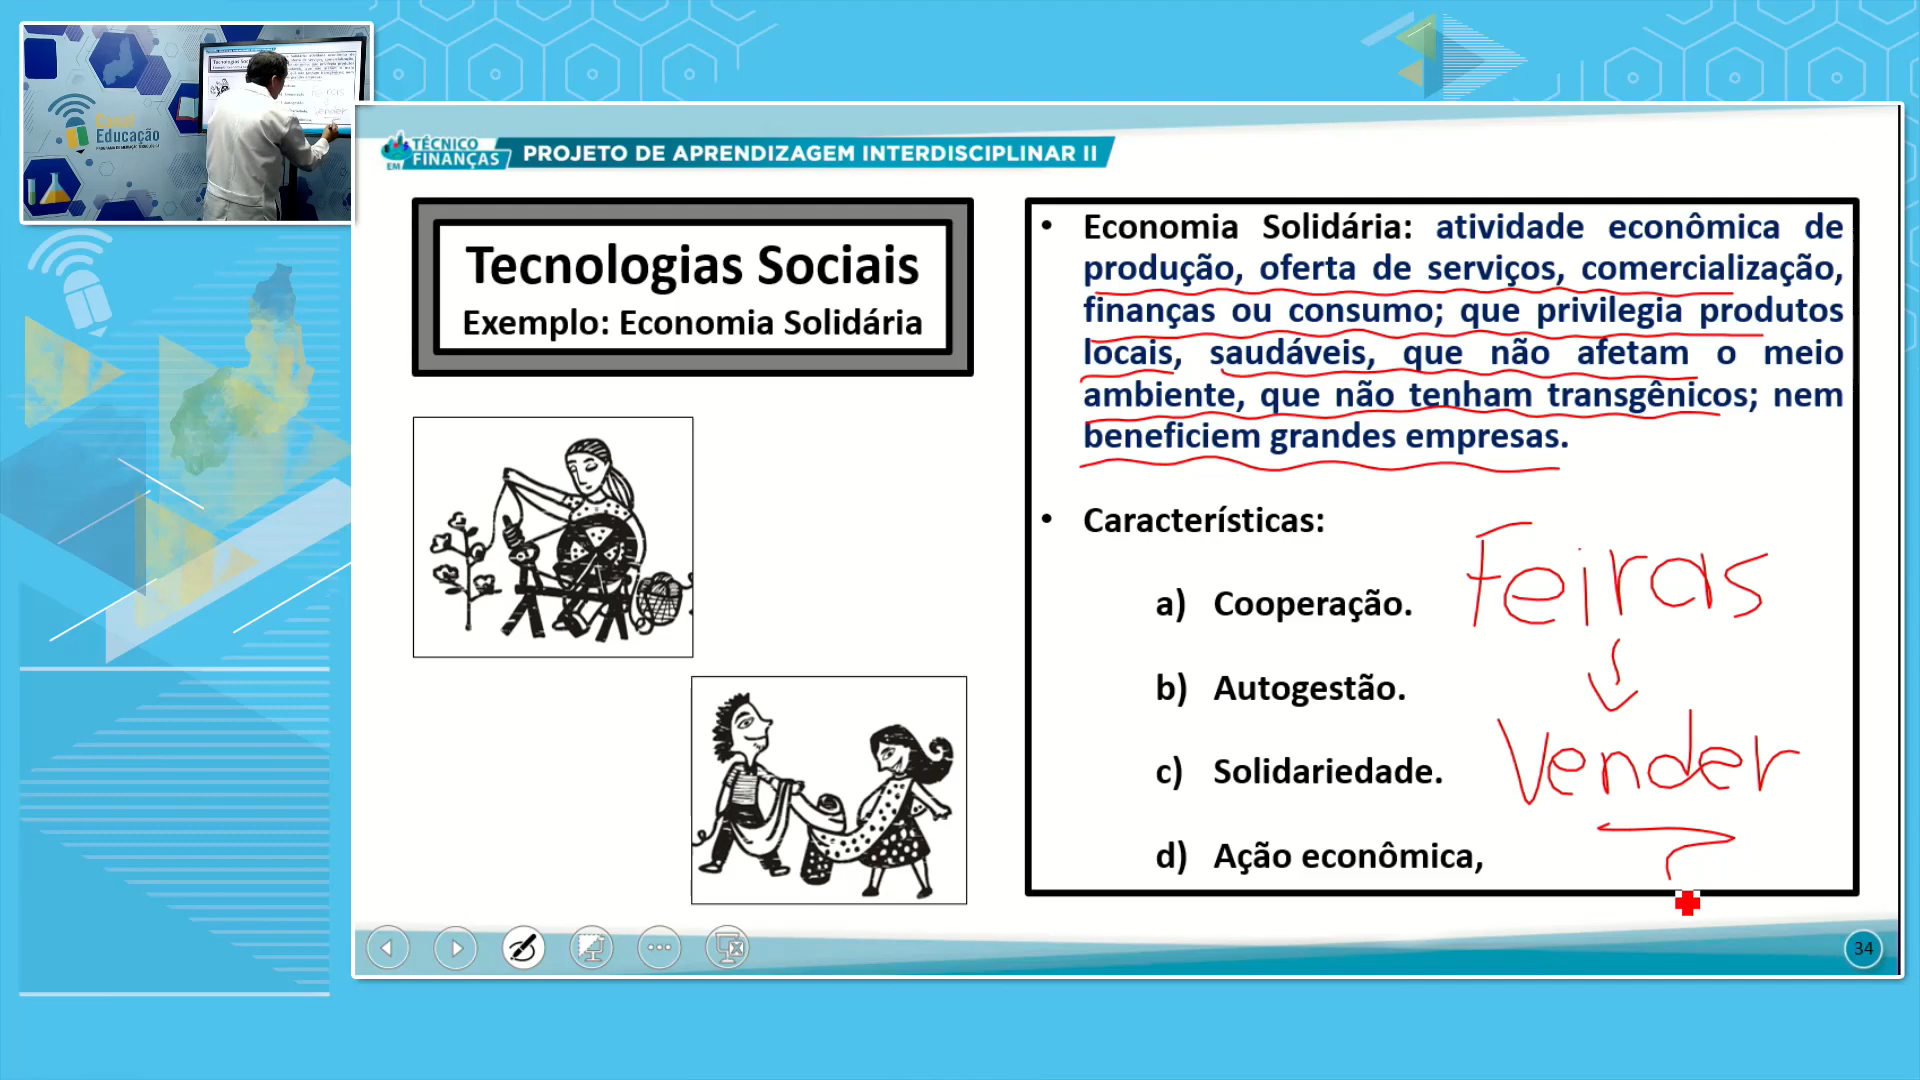 Canal
Educação
TÉCNICO
EM FINANÇAS
PROJETO DE APRENDIZAGEM INTERDISCIPLINAR II
Tecnologias Sociais
Exemplo: Economia Solidária
• Economia Solidária: atividade econômica de
produção, oferta de serviços, comercialização,
finanças ou consumo; que privilegia produtos
locais, saudáveis, que não afetam o meio
ambiente, que não tenham transgênicos; nem
beneficiem grandes empresas.
• Características:
a) Cooperação.
b) Autogestão.
c) Solidariedade.
d) Ação econômica,
Feiras
Vender
34